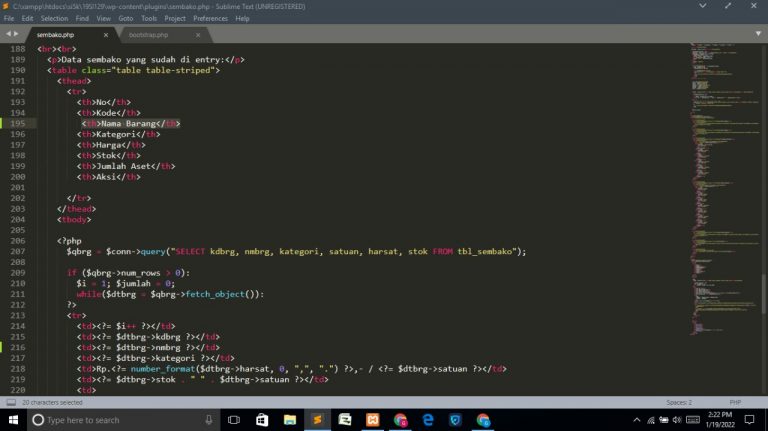 C:\xampp\htdocs\si5k\195I129\wp-content\plugins\sembako.php - Sublime Text (UNREGISTERED)
File Edit Selection Find View Goto Tools Project Preferences Help
sembako.php × bootstrap.php ×
188 <br><br>
189 <p>Data sembako yang sudah di entry:</p>
190 <table class="table table-striped">
191 <thead>
192 <tr>
193 <th>No</th>
194 <th>Kode</th>
195 <th>Nama Barang</th>
196 <th>Kategori</th>
197 <th>Harga</th>
198 <th>Stok</th>
199 <th>Jumlah Aset</th>
200 <th>Aksi</th>
201
202 </tr>
203 </thead>
204 <tbody>
205
206 <?php
207 $qbrg = $conn->query("SELECT kdbrg, nmbrg, kategori, satuan, harsat, stok FROM tbl_sembako");
208
209 if ($qbrg->num_rows > 0):
210 $i = 1; $jumlah = 0;
211 while($dtbrg = $qbrg->fetch_object()):
212 ?>
213 <tr>
214 <td><?= $i++ ?></td>
215 <td><?= $dtbrg->kdbrg ?></td>
216 <td><?= $dtbrg->nmbrg ?></td>
217 <td><?= $dtbrg->kategori ?></td>
218 <td>Rp.<?= number_format($dtbrg->harsat, 0, ",", ".") ?>,- / <?= $dtbrg->satuan ?></td>
219 <td><?= $dtbrg->stok . " " . $dtbrg->satuan ?></td>
220 <td>
20 characters selected Spaces: 2 PHP
Type here to search
2:22 PM
1/19/2022